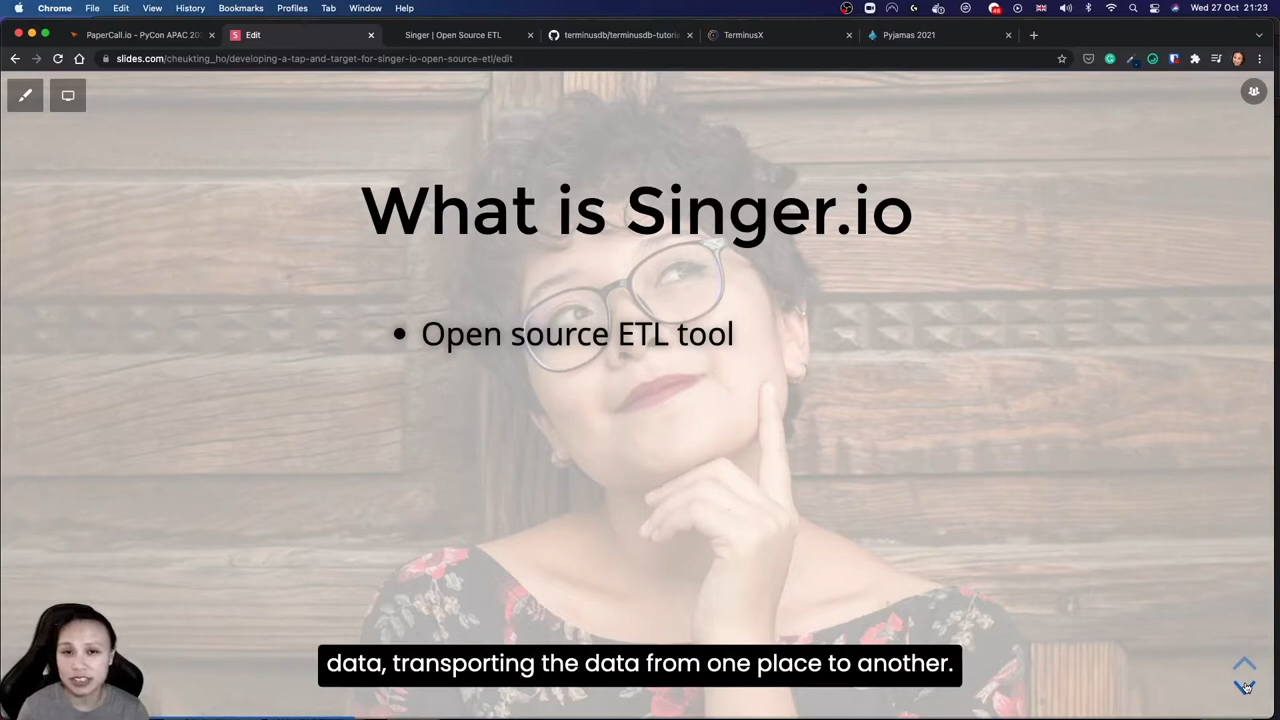 Chrome File Edit View History Bookmarks Profiles Tab Window Help
Wed 27 Oct 21:23
PaperCall.io - PyCon APAC 20
Edit
Singer | Open Source ETL
terminusdb/terminusdb-tutoria
TerminusX
Pyjamas 2021
slides.com/cheukting_ho/developing-a-tap-and-target-for-singer-io-open-source-etl/edit
What is Singer.io
• Open source ETL tool
data, transporting the data from one place to another.